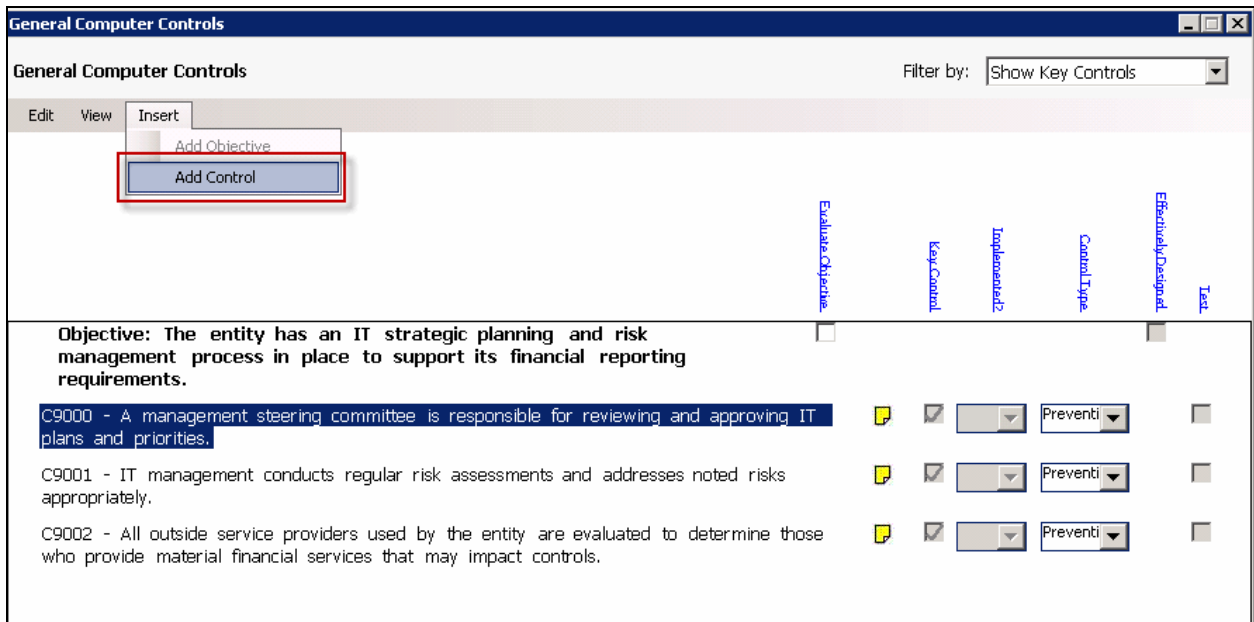 General Computer Controls
General Computer Controls
Filter by: Show Key Controls
Edit View Insert
Add Objective
Add Control
Evaluate Objective
Key Control
Implemented?
Control Type
Effectively Designed
Test
Objective: The entity has an IT strategic planning and risk
management process in place to support its financial reporting
requirements.
C9000 - A management steering committee is responsible for reviewing and approving IT
plans and priorities.
Preventi
C9001 - IT management conducts regular risk assessments and addresses noted risks
appropriately.
Preventi
C9002 - All outside service providers used by the entity are evaluated to determine those
who provide material financial services that may impact controls.
Preventi